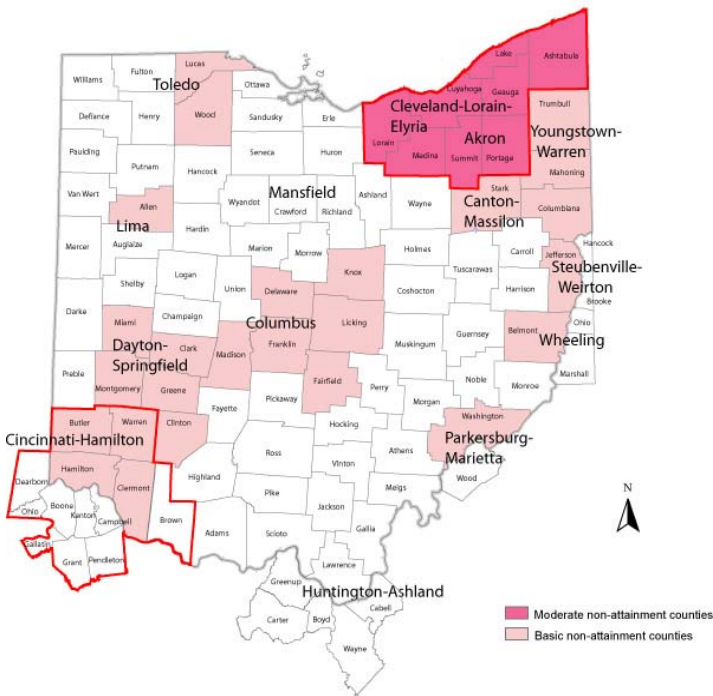 Lake
Ashtabula
Lucas
Williams
Fulton
Toledo
Ottawa
Cuyahoga
Geauga
Defiance
Henry
Wood
Sandusky
Erie
Cleveland-Lorain-
Elyria
Trumbull
Lorain
Medina
Akron
Summit
Portaga
Youngstown-
Warren
Paulding
Seneca
Huron
Putnam
Hancock
Mahoning
Van Wert
Allen
Wyandot
Mansfield
Crawford
Richland
Ashland
Wayne
Stark
Canton-
Massilon
Columbiana
Lima
Hardin
Auglaize
Mercer
Marion
Morrow
Holmes
Carroll
Hancock
Jefferson
Steubenville-
Weirton
Shelby
Logan
Union
Delaware
Knox
Coshocton
Tuscarawas
Harrison
Brooke
Darke
Miami
Champaign
Columbus
Licking
Ohio
Dayton-
Springfield
Clark
Madison
Franklin
Muskingum
Guernsey
Belmont
Wheeling
Preble
Montgomery
Greene
Fairfield
Perry
Noble
Monroe
Marshall
Fayette
Pickaway
Morgan
Butler
Warren
Clinton
Hocking
Washington
Cincinnati-Hamilton
Parkersburg-
Marietta
Hamilton
Ross
Athens
Wood
Dearborn
Clermont
Highland
Vinton
Meigs
Ohio
Boone
Kanton
Campbell
Brown
Pike
Jackson
Gallatin
Adams
Scioto
Gallia
Grant
Pendleton
Lawrence
Greenup
Huntington-Ashland
Cabell
Carter
Boyd
Wayne
N
Moderate non-attainment counties
Basic non-attainment counties